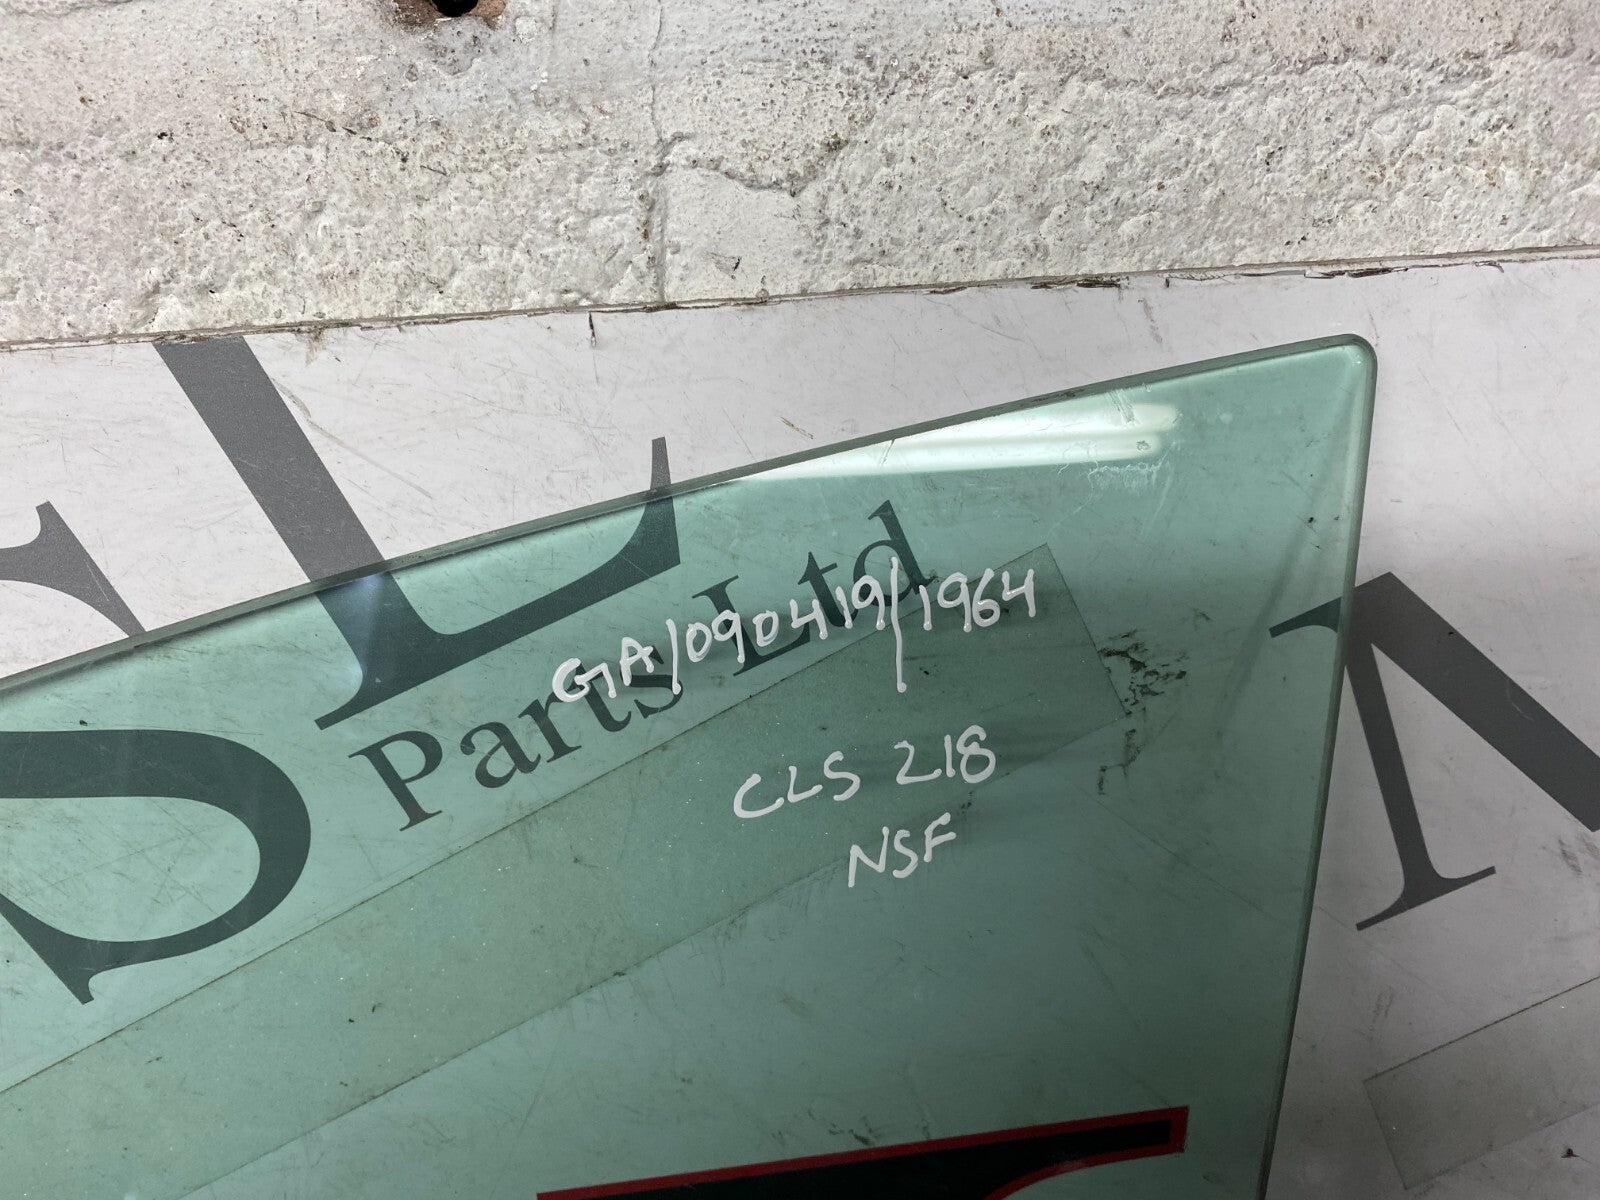 Parts Ltd
GA/090419/1964
CLS 218
NSF